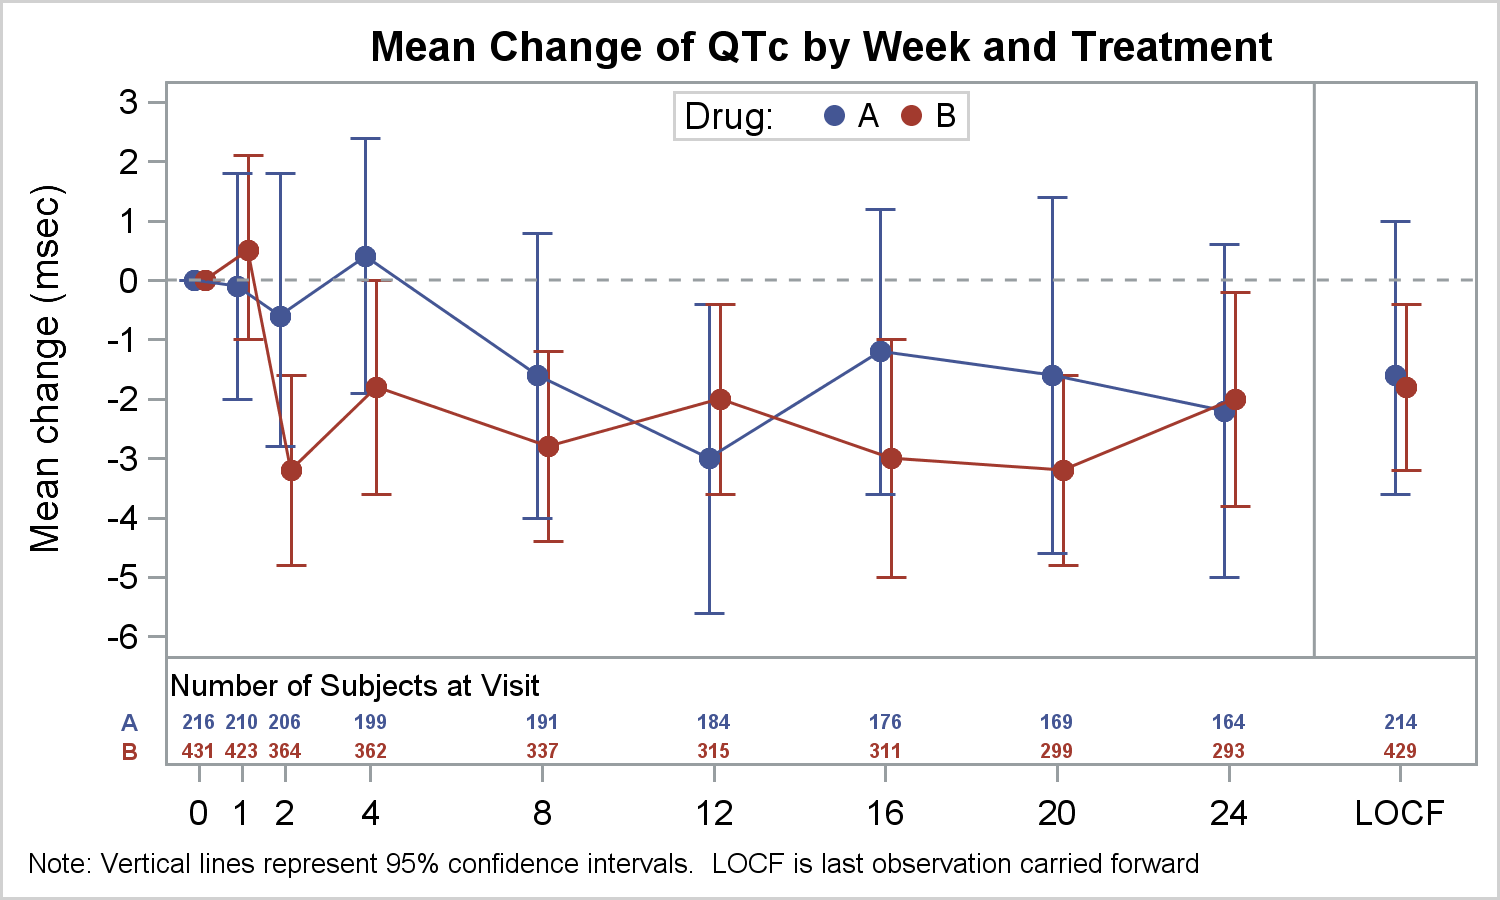 Mean Change of QTc by Week and Treatment
Drug: A B
Mean change (msec)
3
2
1
0
-1
-2
-3
-4
-5
-6
Number of Subjects at Visit
A 216 210 206 199 191 184 176 169 164 214
B 431 423 364 362 337 315 311 299 293 429
0 1 2 4 8 12 16 20 24 LOCF
Note: Vertical lines represent 95% confidence intervals.  LOCF is last observation carried forward